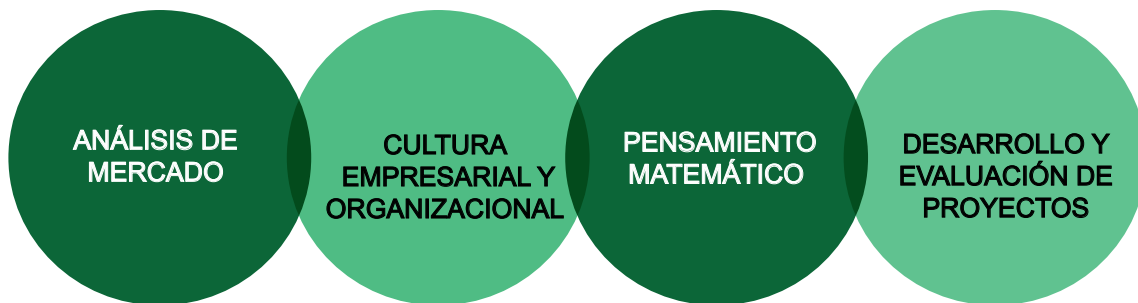 ANÁLISIS DE
MERCADO
CULTURA
EMPRESARIAL Y
ORGANIZACIONAL
PENSAMIENTO
MATEMÁTICO
DESARROLLO Y
EVALUACIÓN DE
PROYECTOS